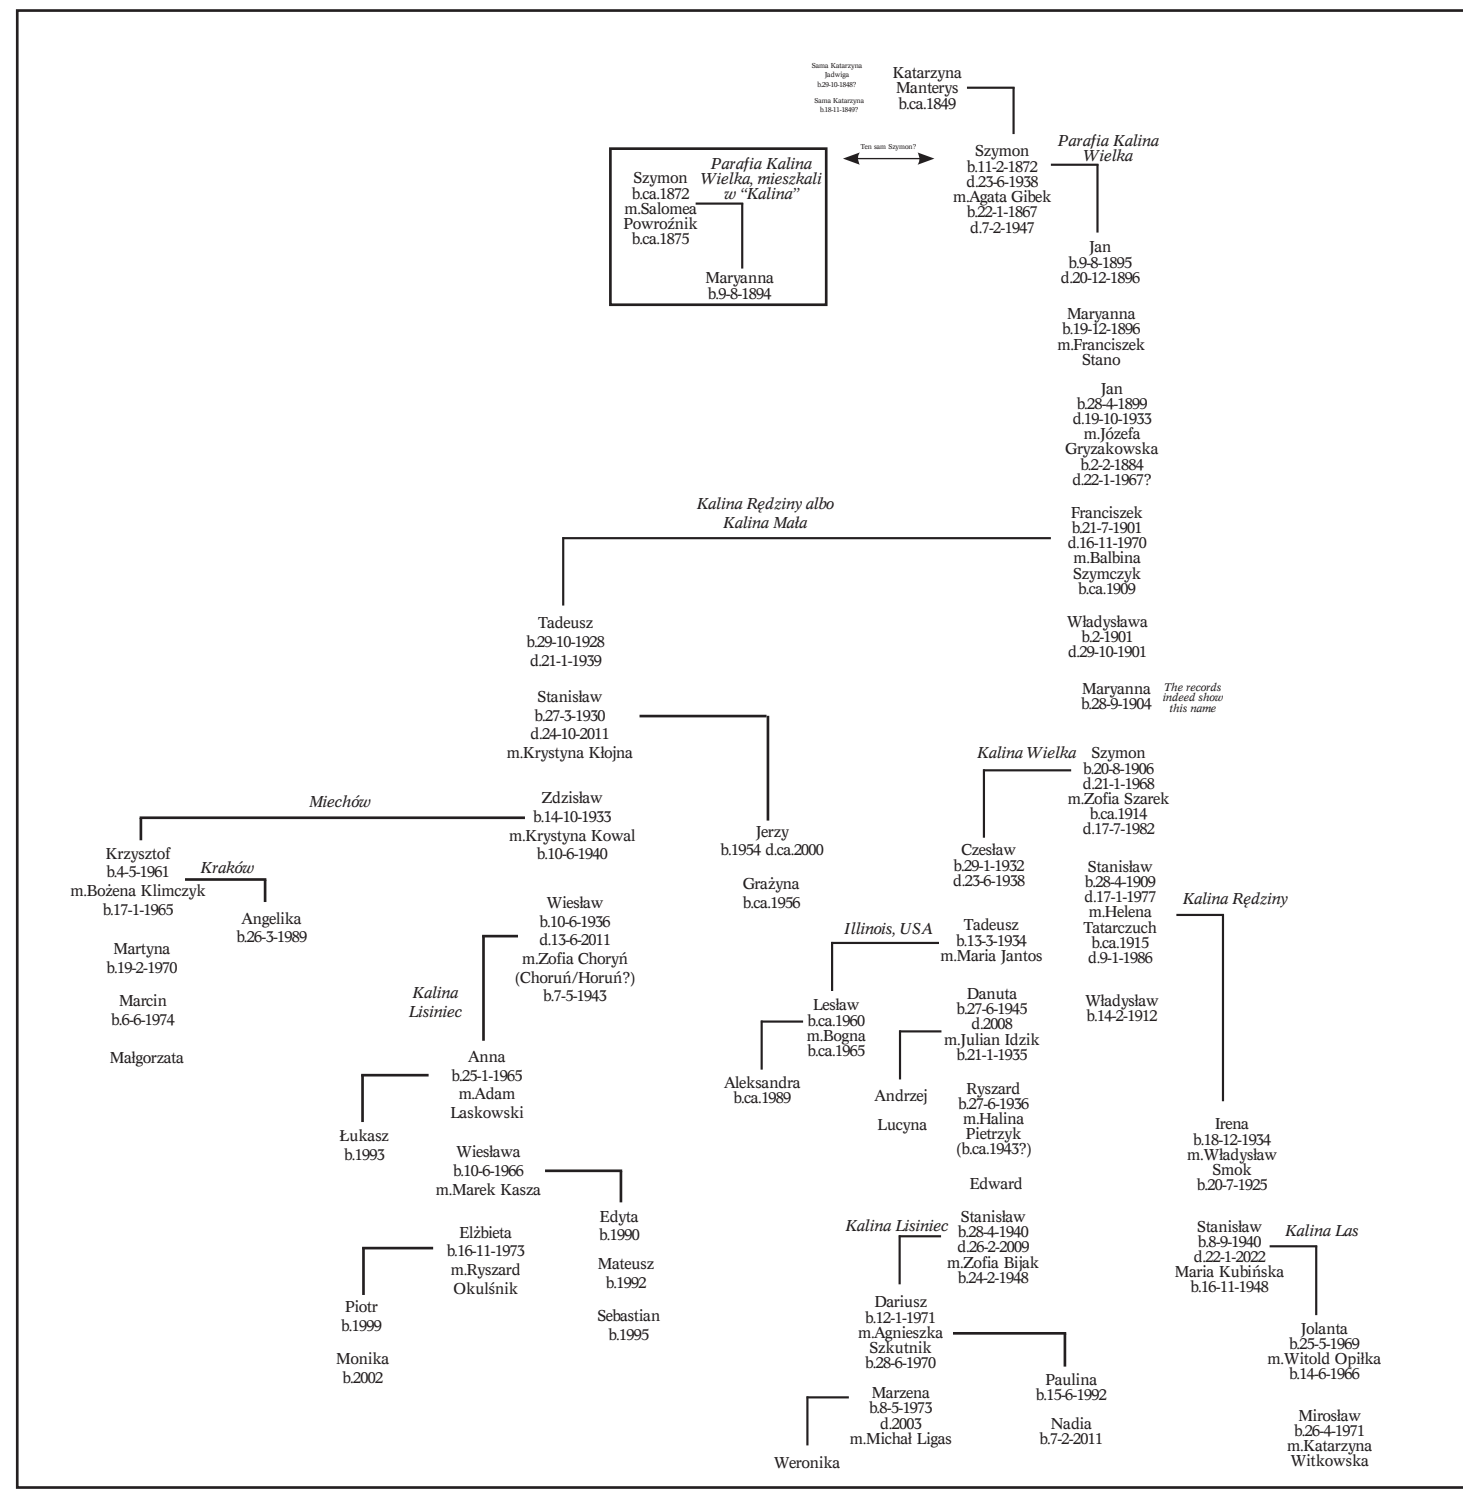 Sama Katarzyna
Jadwiga
b.29-10-1848?
Sama Katarzyna
b.18-11-1849?
Katarzyna
Manterys
b.ca.1849
Ten sam Szymon?
Szymon
b.11-2-1872
d.23-6-1938
m.Agata Gibek
b.22-1-1867
d.7-2-1947
Parafia Kalina
Wielka
Parafia Kalina
Wielka, mieszkali
w “Kalina”
Szymon
b.ca.1872
m.Salomea
Powroźnik
b.ca.1875
Maryanna
b.9-8-1894
Jan
b.9-8-1895
d.20-12-1896
Maryanna
b.19-12-1896
m.Franciszek
Stano
Jan
b.28-4-1899
d.19-10-1933
m.Józefa
Gryzakowska
b.2-2-1884
d.22-1-1967?
Kalina Rędziny albo
Kalina Mała
Franciszek
b.21-7-1901
d.16-11-1970
m.Balbina
Szymczyk
b.ca.1909
Władysława
b.2-1901
d.29-10-1901
Maryanna
b.28-9-1904
The records
indeed show
this name
Kalina Wielka
Szymon
b.20-8-1906
d.21-1-1968
m.Zofia Szarek
b.ca.1914
d.17-7-1982
Stanisław
b.28-4-1909
d.17-1-1977
m.Helena
Tatarczuch
b.ca.1915
d.9-1-1986
Kalina Rędziny
Władysław
b.14-2-1912
Tadeusz
b.29-10-1928
d.21-1-1939
Stanisław
b.27-3-1930
d.24-10-2011
m.Krystyna Kłojna
Zdzisław
b.14-10-1933
m.Krystyna Kowal
b.10-6-1940
Wiesław
b.10-6-1936
d.13-6-2011
m.Zofia Choryń
(Choruń/Horuń?)
b.7-5-1943
Miechów
Krzysztof
b.4-5-1961
m.Bożena Klimczyk
b.17-1-1965
Kraków
Angelika
b.26-3-1989
Martyna
b.19-2-1970
Marcin
b.6-6-1974
Małgorzata
Jerzy
b.1954 d.ca.2000
Grażyna
b.ca.1956
Kalina
Lisiniec
Anna
b.25-1-1965
m.Adam
Laskowski
Łukasz
b.1993
Wiesława
b.10-6-1966
m.Marek Kasza
Edyta
b.1990
Mateusz
b.1992
Sebastian
b.1995
Elżbieta
b.16-11-1973
m.Ryszard
Okulśnik
Piotr
b.1999
Monika
b.2002
Czesław
b.29-1-1932
d.23-6-1938
Illinois, USA
Tadeusz
b.13-3-1934
m.Maria Jantos
Lesław
b.ca.1960
m.Bogna
b.ca.1965
Aleksandra
b.ca.1989
Danuta
b.27-6-1945
d.2008
m.Julian Idzik
b.21-1-1935
Andrzej
Lucyna
Ryszard
b.27-6-1936
m.Halina
Pietrzyk
(b.ca.1943?)
Edward
Kalina Lisiniec
Stanisław
b.28-4-1940
d.26-2-2009
m.Zofia Bijak
b.24-2-1948
Dariusz
b.12-1-1971
m.Agnieszka
Szkutnik
b.28-6-1970
Paulina
b.15-6-1992
Nadia
b.7-2-2011
Marzena
b.8-5-1973
d.2003
m.Michał Ligas
Weronika
Irena
b.18-12-1934
m.Władysław
Smok
b.20-7-1925
Stanisław
b.8-9-1940
d.22-1-2022
Maria Kubińska
b.16-11-1948
Kalina Las
Jolanta
b.25-5-1969
m.Witold Opiłka
b.14-6-1966
Mirosław
b.26-4-1971
m.Katarzyna
Witkowska